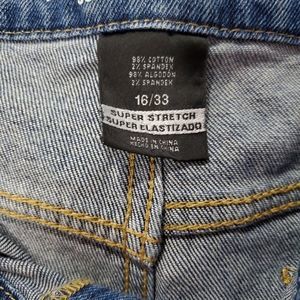 98% COTTON
2% SPANDEX
98% ALGODON
2% SPANDEX
16/33
SUPER STRETCH
SUPER ELASTIZADO
MADE IN CHINA
HECHO EN CHINA